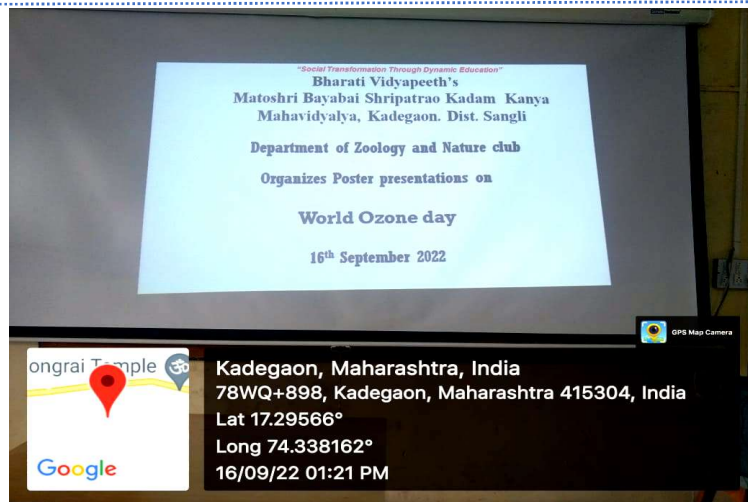 "Social Transformation Through Dynamic Education"
Bharati Vidyapeeth's
Matoshri Bayabai Shripatrao Kadam Kanya
Mahavidyalya, Kadegaon. Dist. Sangli
Department of Zoology and Nature club
Organizes Poster presentations on
World Ozone day
16th September 2022
GPS Map Camera
ongrai Temple
Google
Kadegaon, Maharashtra, India
78WQ+898, Kadegaon, Maharashtra 415304, India
Lat 17.29566°
Long 74.338162°
16/09/22 01:21 PM